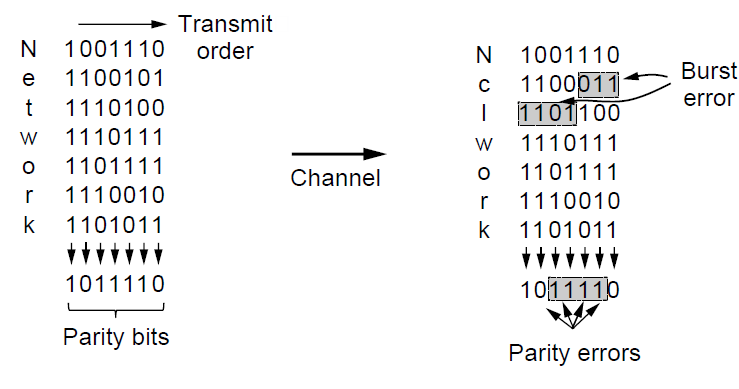 Transmit
order
N 1001110
e 1100101
t 1110100
w 1110111
o 1101111
r 1110010
k 1101011
1011110
Parity bits
Channel
N 1001110
c 1100011
l 1101100
w 1110111
o 1101111
r 1110010
k 1101011
1011110
Parity errors
Burst
error